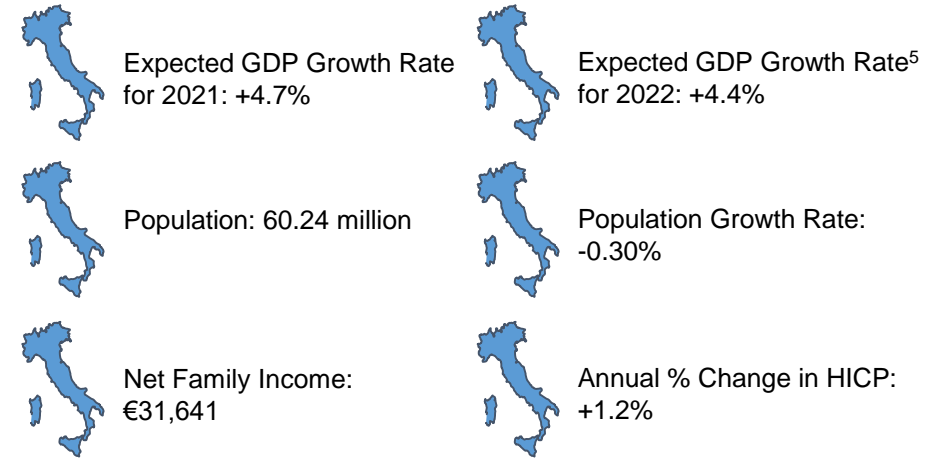 Expected GDP Growth Rate
for 2021: +4.7%
Expected GDP Growth Rate⁵
for 2022: +4.4%
Population: 60.24 million
Population Growth Rate:
-0.30%
Net Family Income:
€31,641
Annual % Change in HICP:
+1.2%